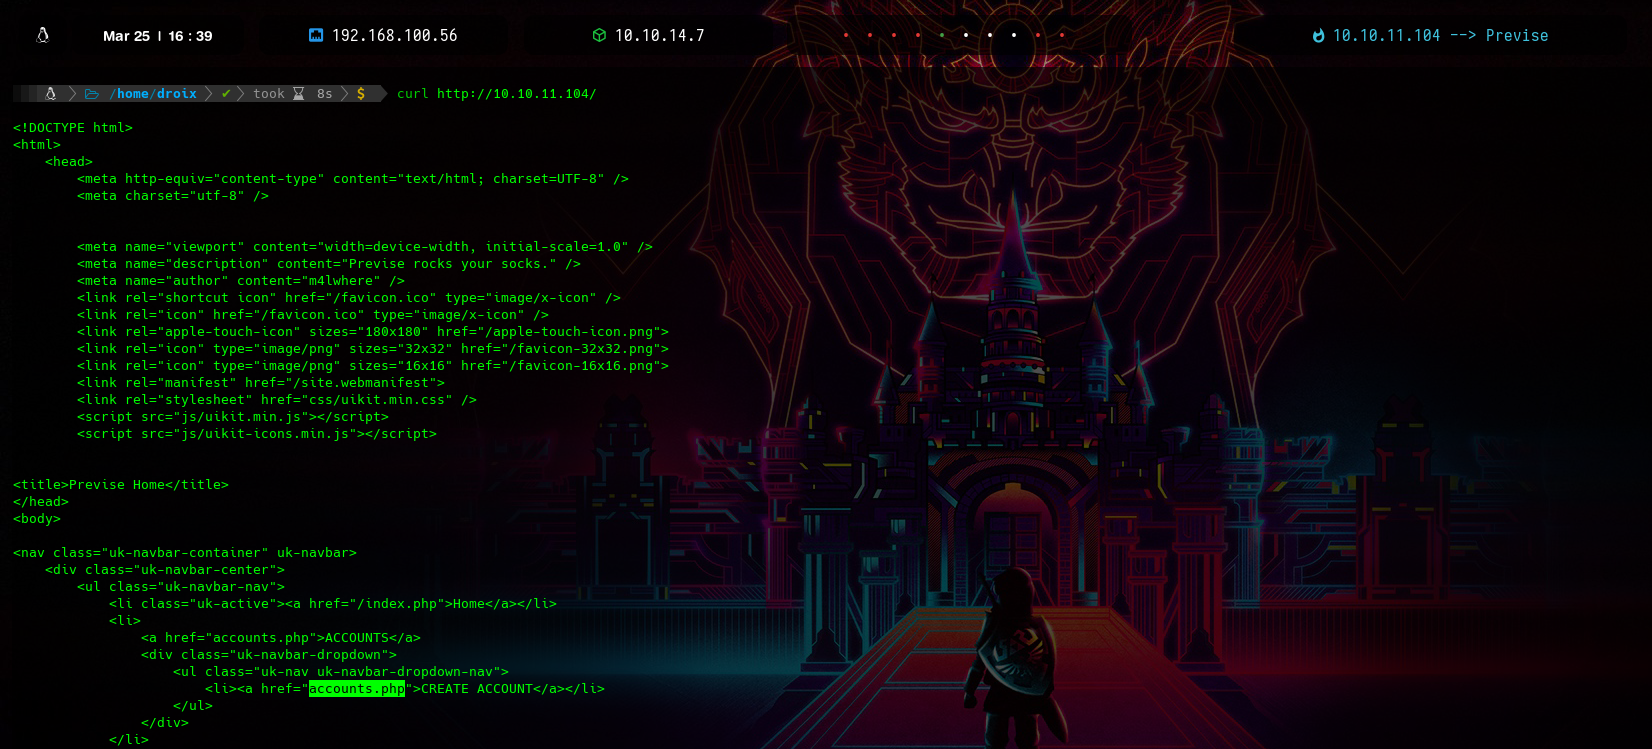 Mar 25 | 16 : 39 192.168.100.56 10.10.14.7 10.10.11.104 --> Previse
/home/droix ✔ took 8s $ curl http://10.10.11.104/
<!DOCTYPE html>
<html>
    <head>
        <meta http-equiv="content-type" content="text/html; charset=UTF-8" />
        <meta charset="utf-8" />
        <meta name="viewport" content="width=device-width, initial-scale=1.0" />
        <meta name="description" content="Previse rocks your socks." />
        <meta name="author" content="m4lwhere" />
        <link rel="shortcut icon" href="/favicon.ico" type="image/x-icon" />
        <link rel="icon" href="/favicon.ico" type="image/x-icon" />
        <link rel="apple-touch-icon" sizes="180x180" href="/apple-touch-icon.png">
        <link rel="icon" type="image/png" sizes="32x32" href="/favicon-32x32.png">
        <link rel="icon" type="image/png" sizes="16x16" href="/favicon-16x16.png">
        <link rel="manifest" href="/site.webmanifest">
        <link rel="stylesheet" href="css/uikit.min.css" />
        <script src="js/uikit.min.js"></script>
        <script src="js/uikit-icons.min.js"></script>
<title>Previse Home</title>
</head>
<body>
<nav class="uk-navbar-container" uk-navbar>
    <div class="uk-navbar-center">
        <ul class="uk-navbar-nav">
            <li class="uk-active"><a href="/index.php">Home</a></li>
            <li>
                <a href="accounts.php">ACCOUNTS</a>
                <div class="uk-navbar-dropdown">
                    <ul class="uk-nav uk-navbar-dropdown-nav">
                        <li><a href="accounts.php">CREATE ACCOUNT</a></li>
                    </ul>
                </div>
            </li>